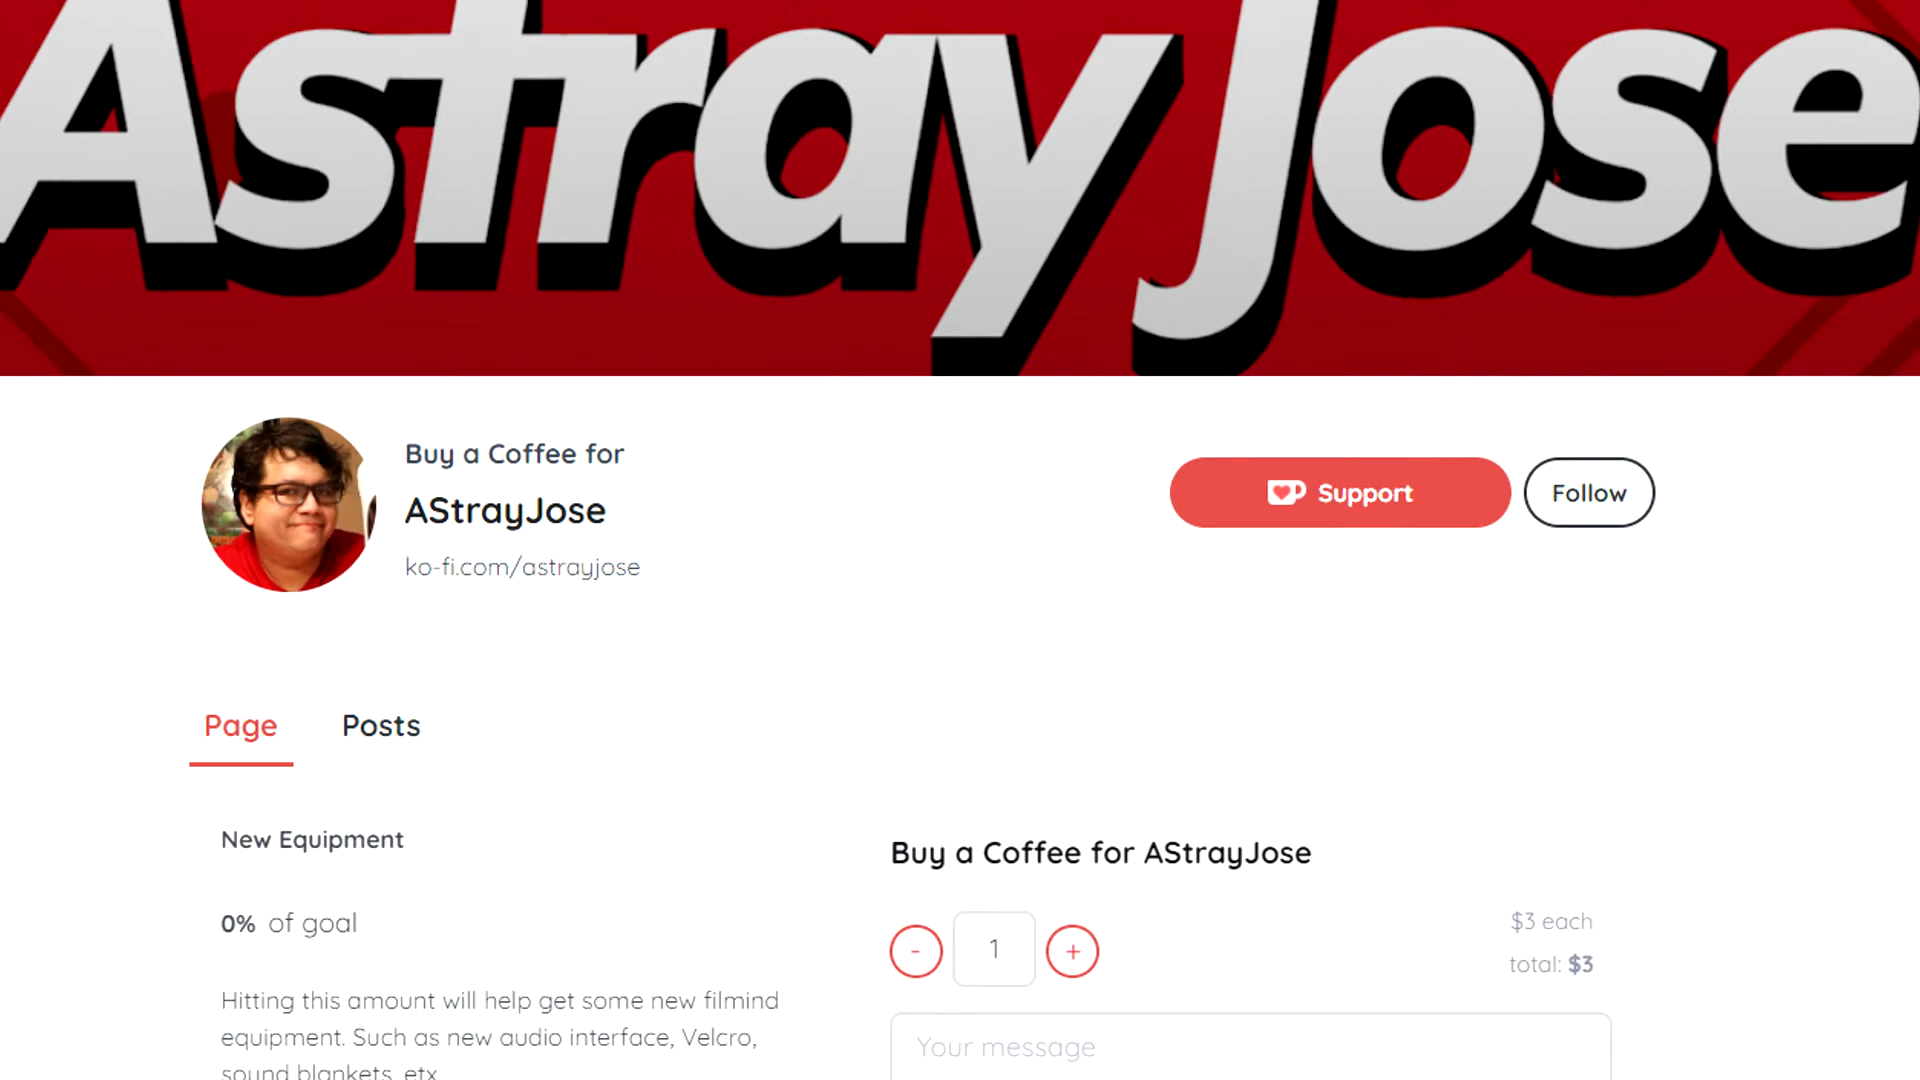 Astray Jose
Buy a Coffee for
AStrayJose
ko-fi.com/astrayjose
Support
Follow
Page
Posts
New Equipment
0% of goal
Hitting this amount will help get some new filmind
equipment. Such as new audio interface, Velcro,
sound blankets, etx
Buy a Coffee for AStrayJose
- 1 +
$3 each
total: $3
Your message